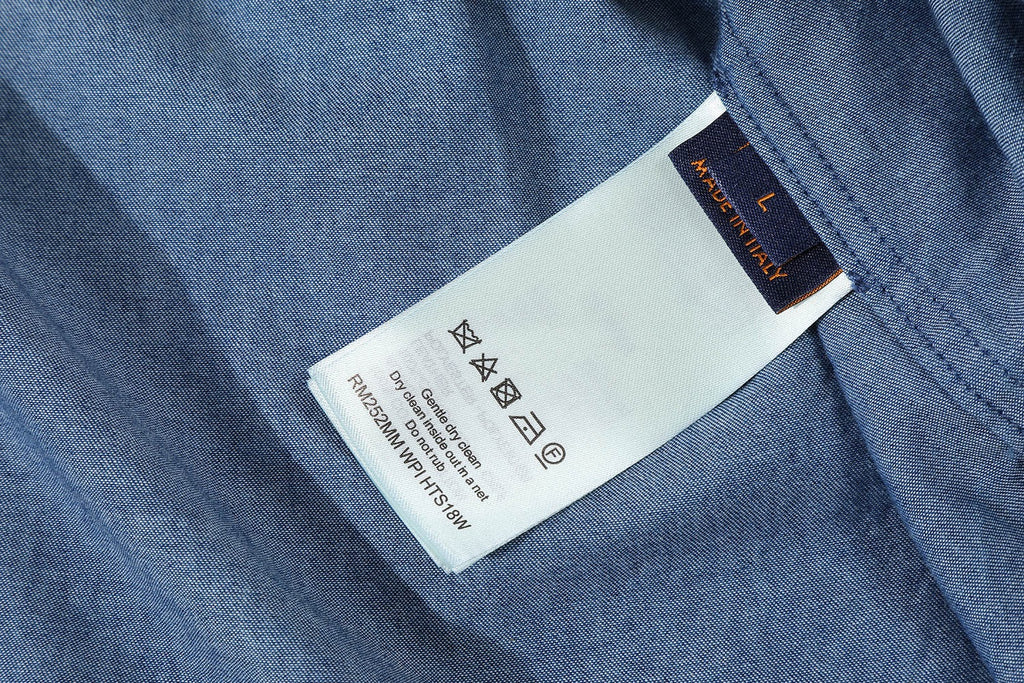 L
MADE IN ITALY
F
Gentle dry clean
Dry clean inside out in a net
Do not rub
RM252MM WPI HTS18W